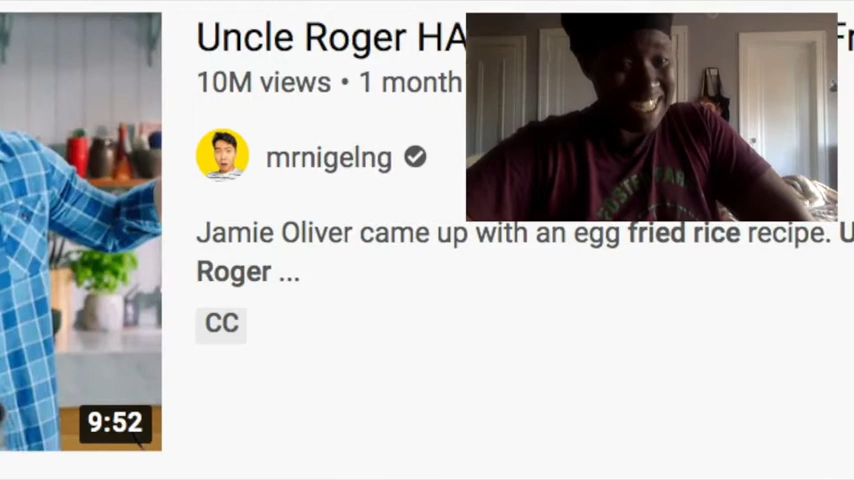 Uncle Roger HA
10M views • 1 month
mrnigelng
Jamie Oliver came up with an egg fried rice recipe. U
Roger ...
CC
9:52